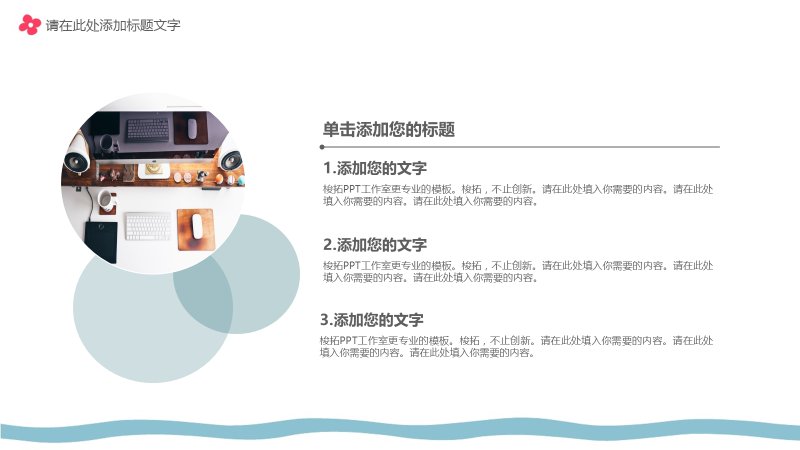 请在此处添加标题文字
单击添加您的标题
1.添加您的文字
梭拓PPT工作室更专业的模板。梭拓，不止创新。请在此处填入你需要的内容。请在此处
填入你需要的内容。请在此处填入你需要的内容。
2.添加您的文字
梭拓PPT工作室更专业的模板。梭拓，不止创新。请在此处填入你需要的内容。请在此处
填入你需要的内容。请在此处填入你需要的内容。
3.添加您的文字
梭拓PPT工作室更专业的模板。梭拓，不止创新。请在此处填入你需要的内容。请在此处
填入你需要的内容。请在此处填入你需要的内容。